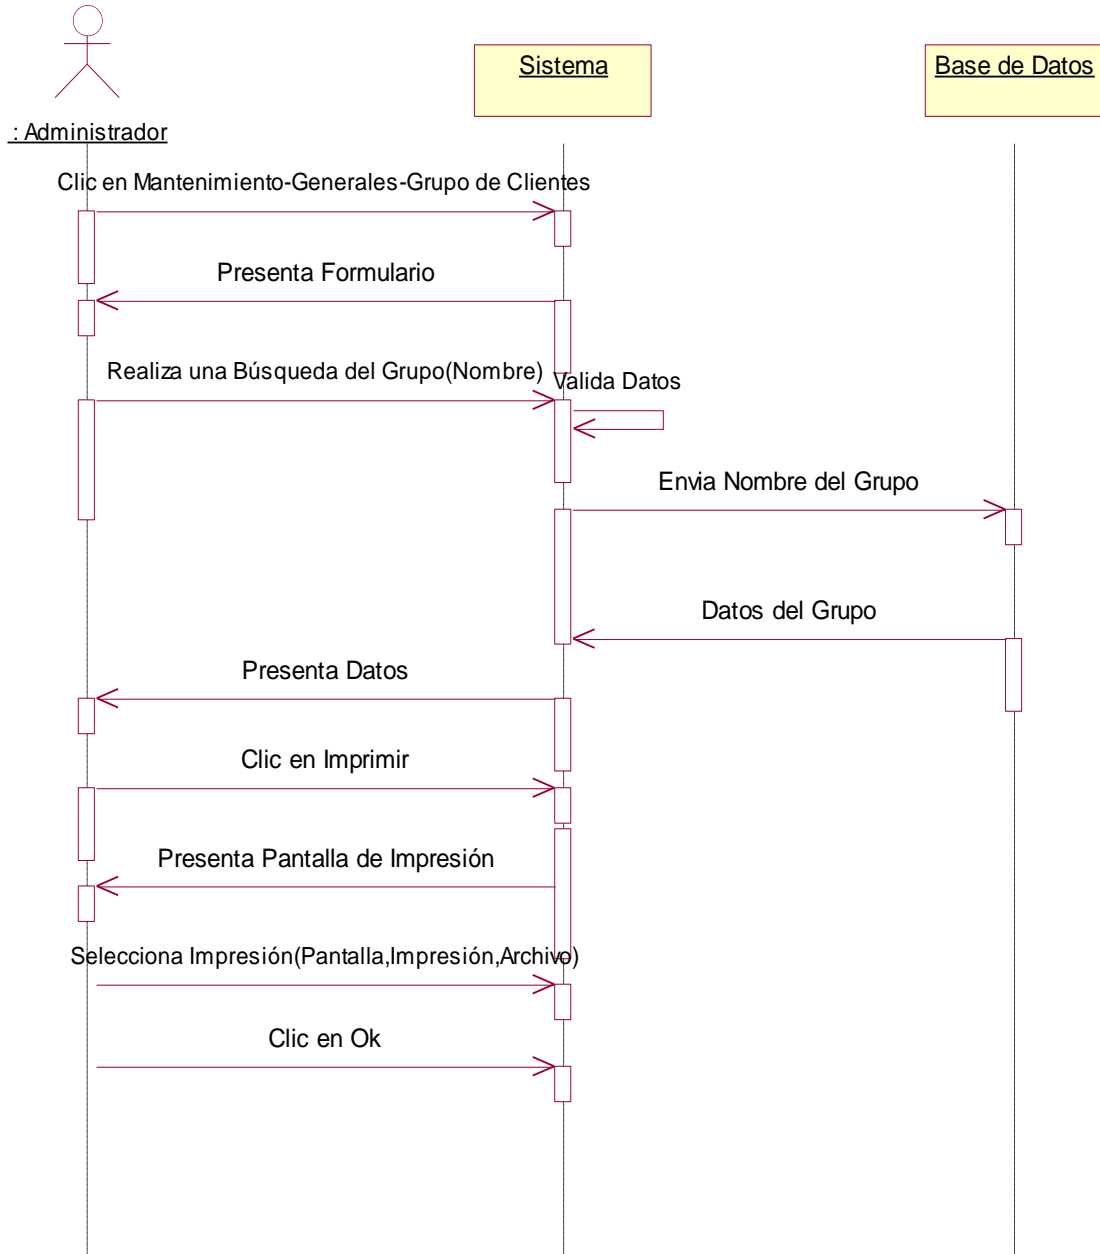 Sistema
Base de Datos
: Administrador
Clic en Mantenimiento-Generales-Grupo de Clientes
Presenta Formulario
Realiza una Búsqueda del Grupo(Nombre)
Valida Datos
Envia Nombre del Grupo
Datos del Grupo
Presenta Datos
Clic en Imprimir
Presenta Pantalla de Impresión
Selecciona Impresión(Pantalla,Impresión,Archivo)
Clic en Ok